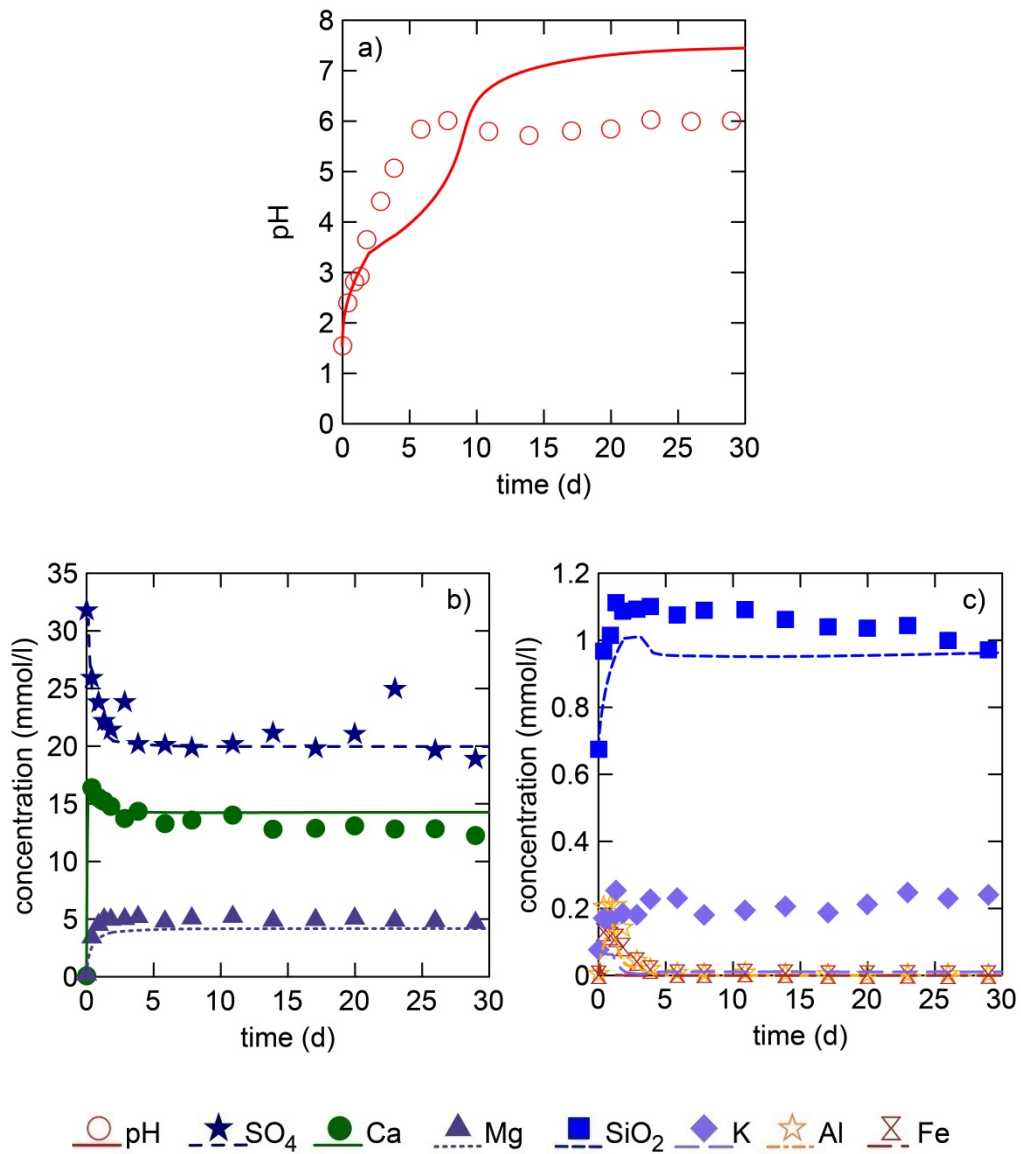 a)
8
7
6
5
4
3
2
1
0
pH
0 5 10 15 20 25 30
time (d)
b)
35
30
25
20
15
10
5
0
concentration (mmol/l)
0 5 10 15 20 25 30
time (d)
c)
1.2
1
0.8
0.6
0.4
0.2
0
concentration (mmol/l)
0 5 10 15 20 25 30
time (d)
pH SO4 Ca Mg SiO2 K Al Fe